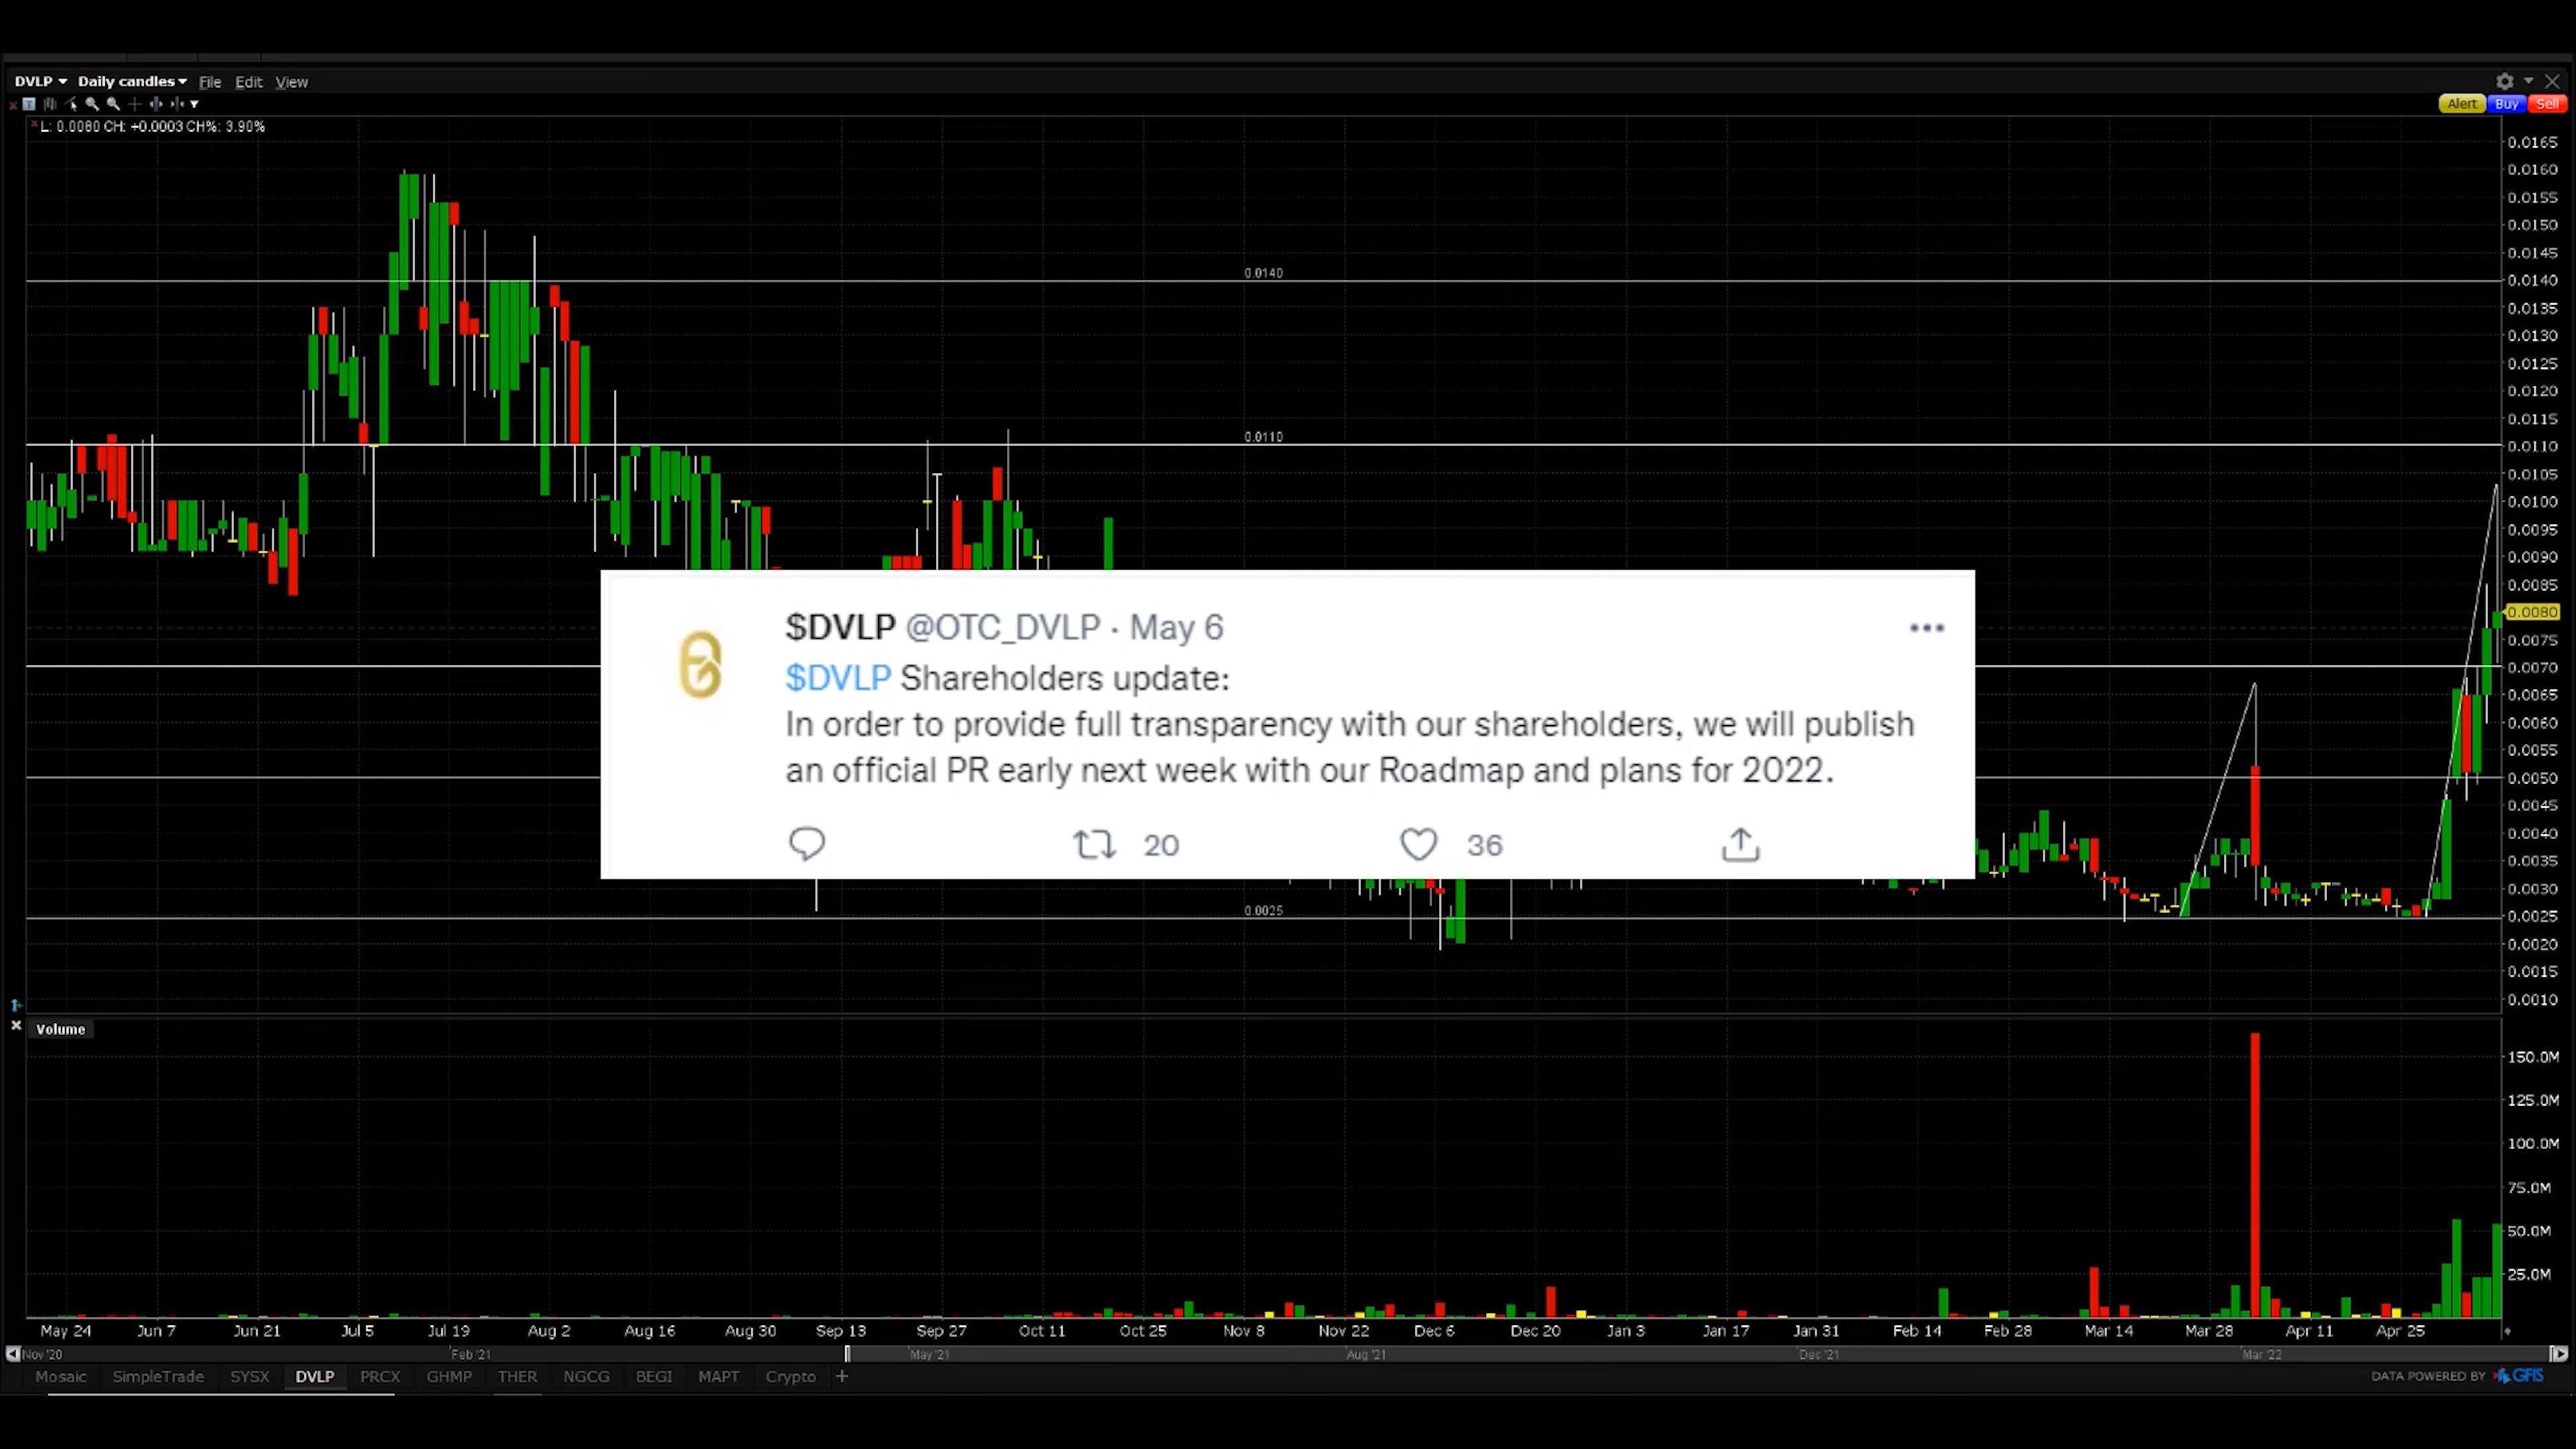 DVLP Daily candles File Edit View
Alert Buy Sell
L: 0.0080 CH: +0.0003 CH%: 3.90%
0.0165
0.0160
0.0155
0.0150
0.0145
0.0140
0.0140
0.0135
0.0130
0.0125
0.0120
0.0115
0.0110
0.0110
0.0105
0.0100
0.0095
0.0090
0.0085
0.0080
0.0075
0.0070
0.0065
0.0060
0.0055
0.0050
0.0045
0.0040
0.0035
0.0030
0.0025
0.0025
0.0020
0.0015
0.0010
$DVLP @OTC_DVLP · May 6
$DVLP Shareholders update:
In order to provide full transparency with our shareholders, we will publish
an official PR early next week with our Roadmap and plans for 2022.
20 36
Volume
150.0M
125.0M
100.0M
75.0M
50.0M
25.0M
May 24 Jun 7 Jun 21 Jul 5 Jul 19 Aug 2 Aug 16 Aug 30 Sep 13 Sep 27 Oct 11 Oct 25 Nov 8 Nov 22 Dec 6 Dec 20 Jan 3 Jan 17 Jan 31 Feb 14 Feb 28 Mar 14 Mar 28 Apr 11 Apr 25
Nov '20 Feb '21 May '21 Aug '21 Dec '21 Mar '22
Mosaic SimpleTrade SYSX DVLP PRCX GHMP THER NGCG BEGI MAPT Crypto +
DATA POWERED BY GFIS